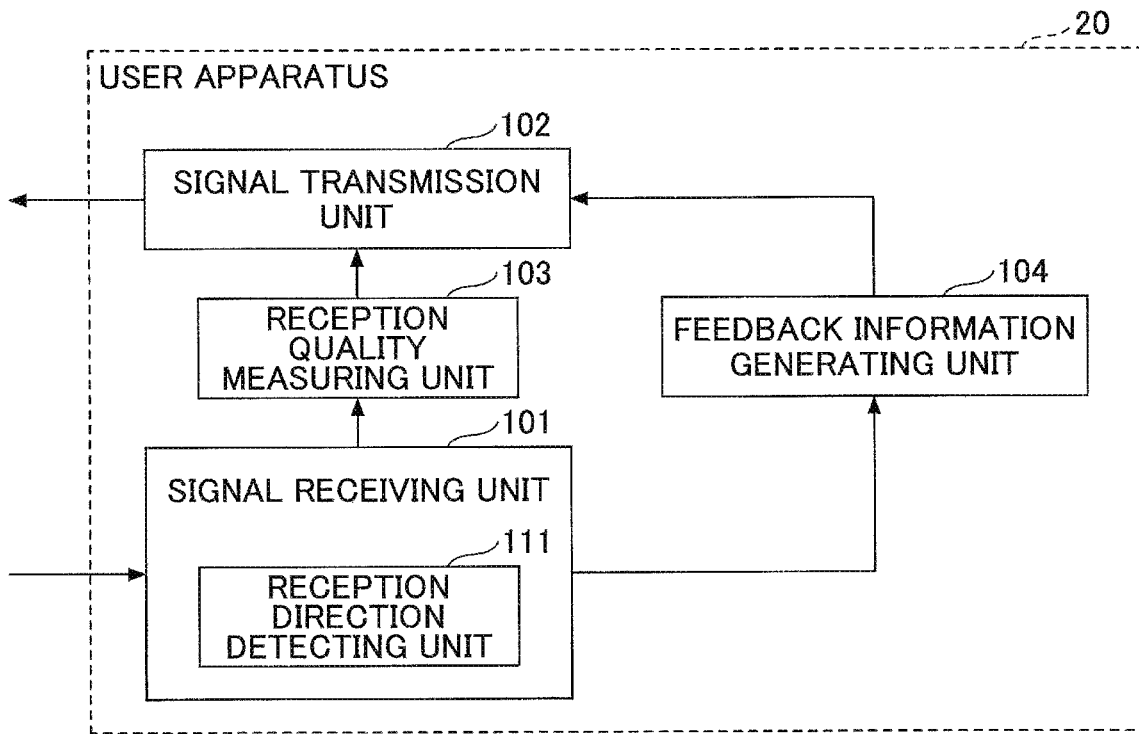 20
USER APPARATUS
102
SIGNAL TRANSMISSION
UNIT
103
RECEPTION
QUALITY
MEASURING UNIT
104
FEEDBACK INFORMATION
GENERATING UNIT
101
SIGNAL RECEIVING UNIT
111
RECEPTION
DIRECTION
DETECTING UNIT